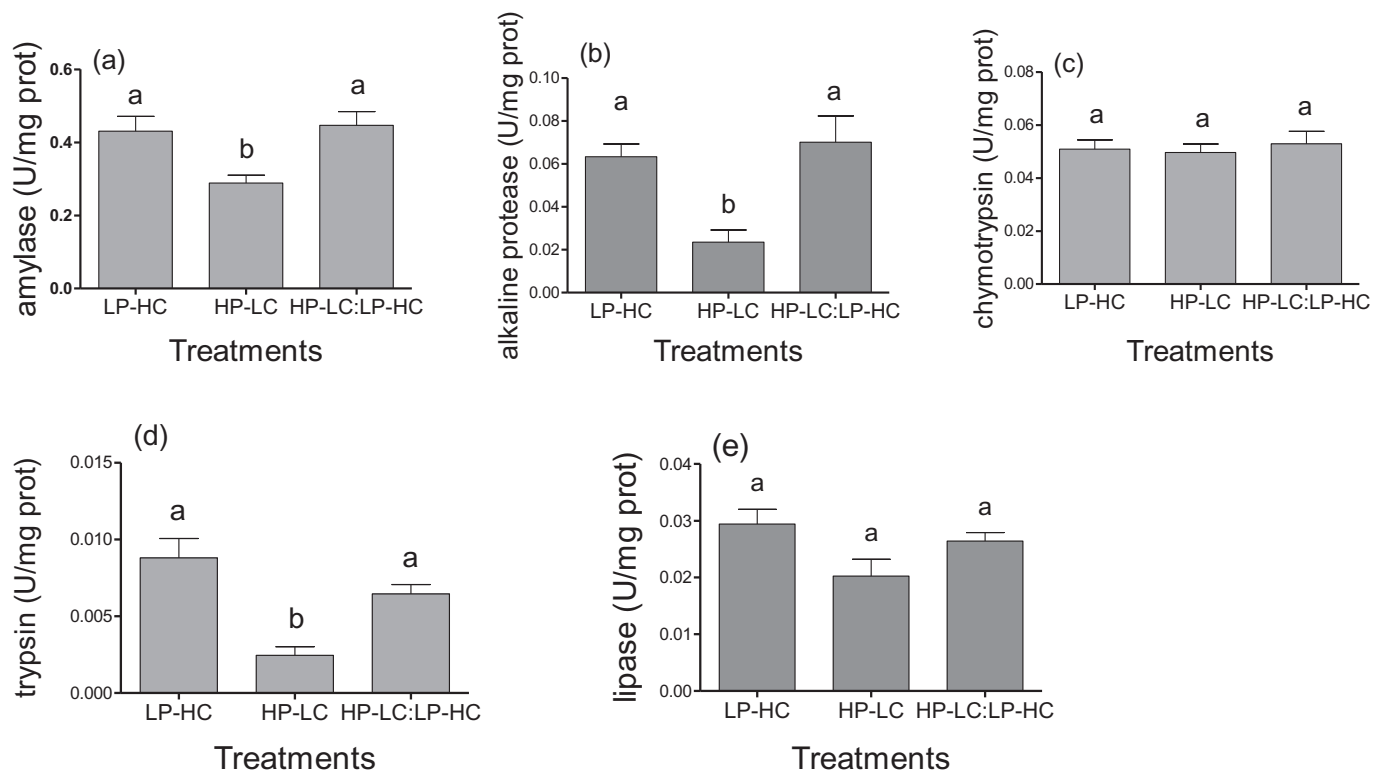 (a)
amylase (U/mg prot)
0.6
0.4
0.2
0.0
a
b
a
LP-HC
HP-LC
HP-LC:LP-HC
Treatments
(b)
alkaline protease (U/mg prot)
0.10
0.08
0.06
0.04
0.02
0.00
a
b
a
LP-HC
HP-LC
HP-LC:LP-HC
Treatments
(c)
chymotrypsin (U/mg prot)
0.08
0.06
0.04
0.02
0.00
a
a
a
LP-HC
HP-LC
HP-LC:LP-HC
Treatments
(d)
trypsin (U/mg prot)
0.015
0.010
0.005
0.000
a
b
a
LP-HC
HP-LC
HP-LC:LP-HC
Treatments
(e)
lipase (U/mg prot)
0.04
0.03
0.02
0.01
0.00
a
a
a
LP-HC
HP-LC
HP-LC:LP-HC
Treatments